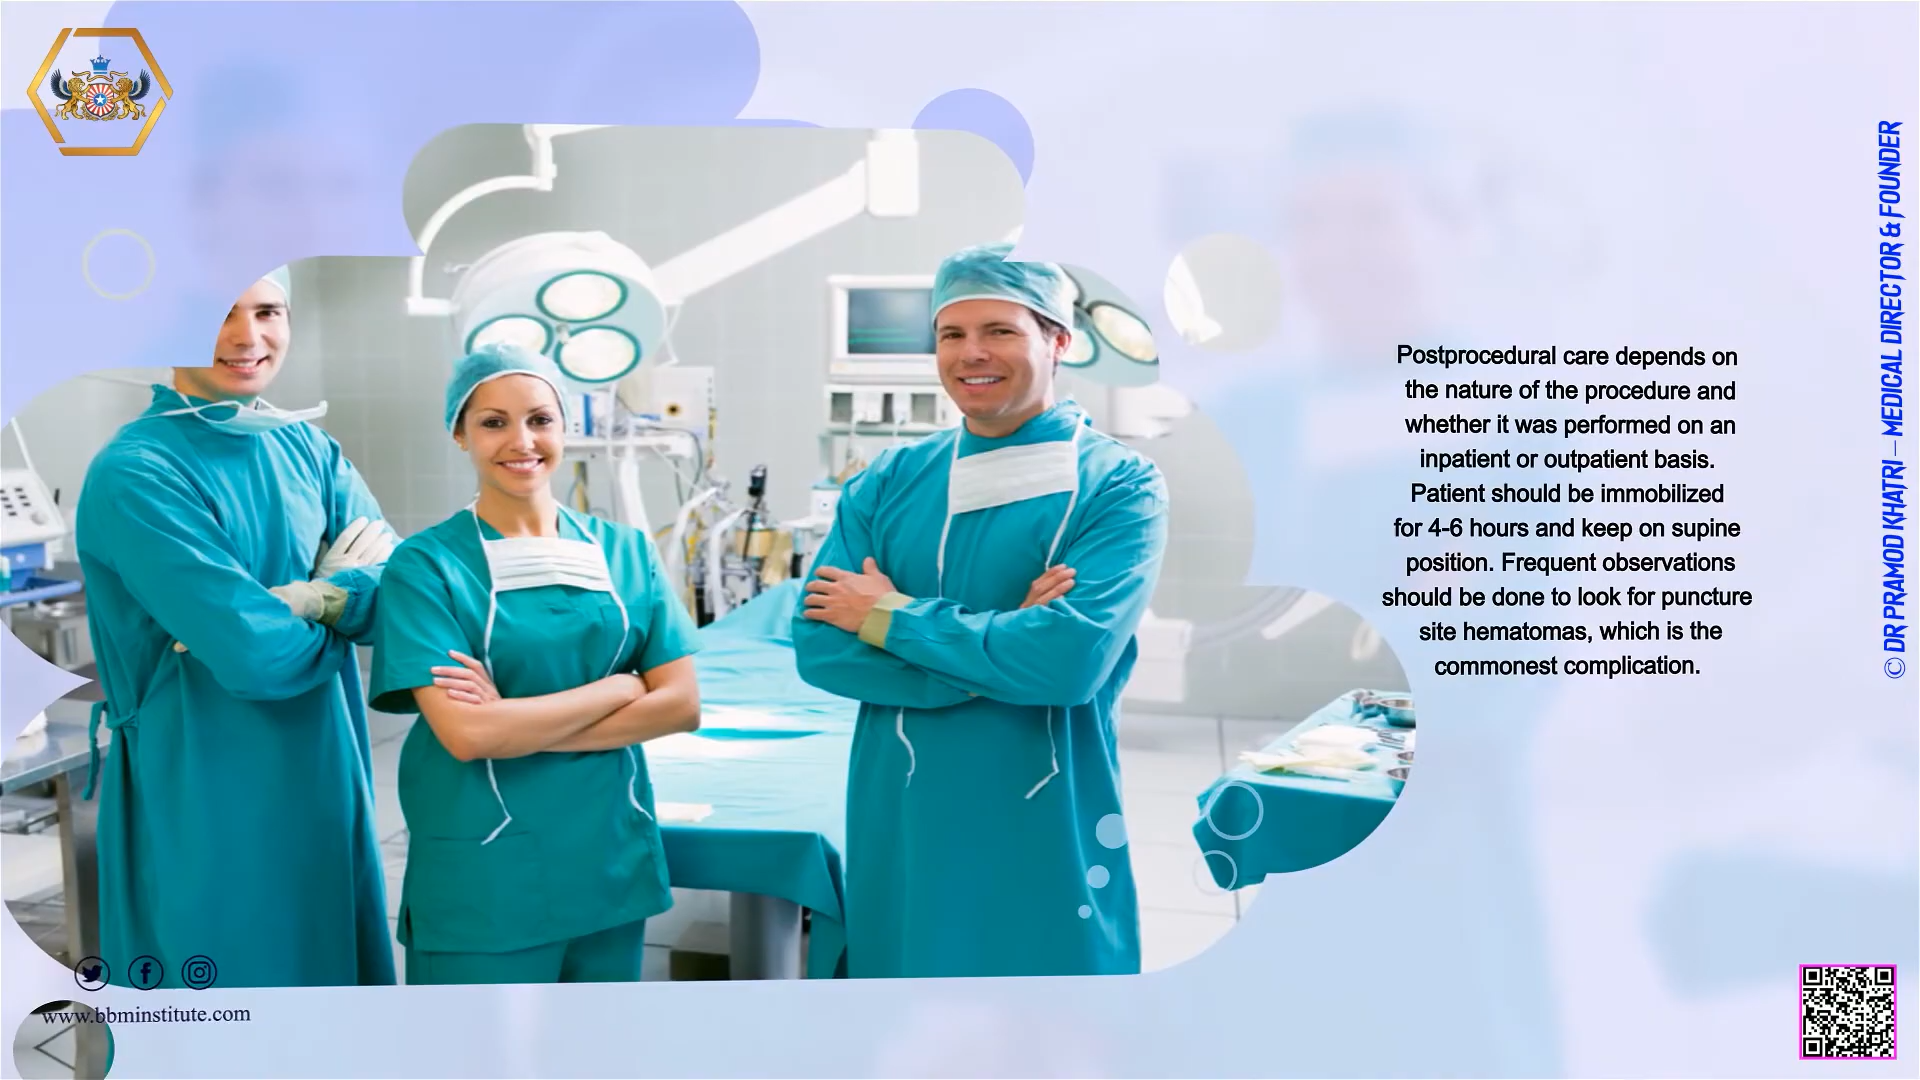 Postprocedural care depends on
the nature of the procedure and
whether it was performed on an
inpatient or outpatient basis.
Patient should be immobilized
for 4-6 hours and keep on supine
position. Frequent observations
should be done to look for puncture
site hematomas, which is the
commonest complication.
© DR PRAMOD KHATRI – MEDICAL DIRECTOR & FOUNDER
www.bbminstitute.com